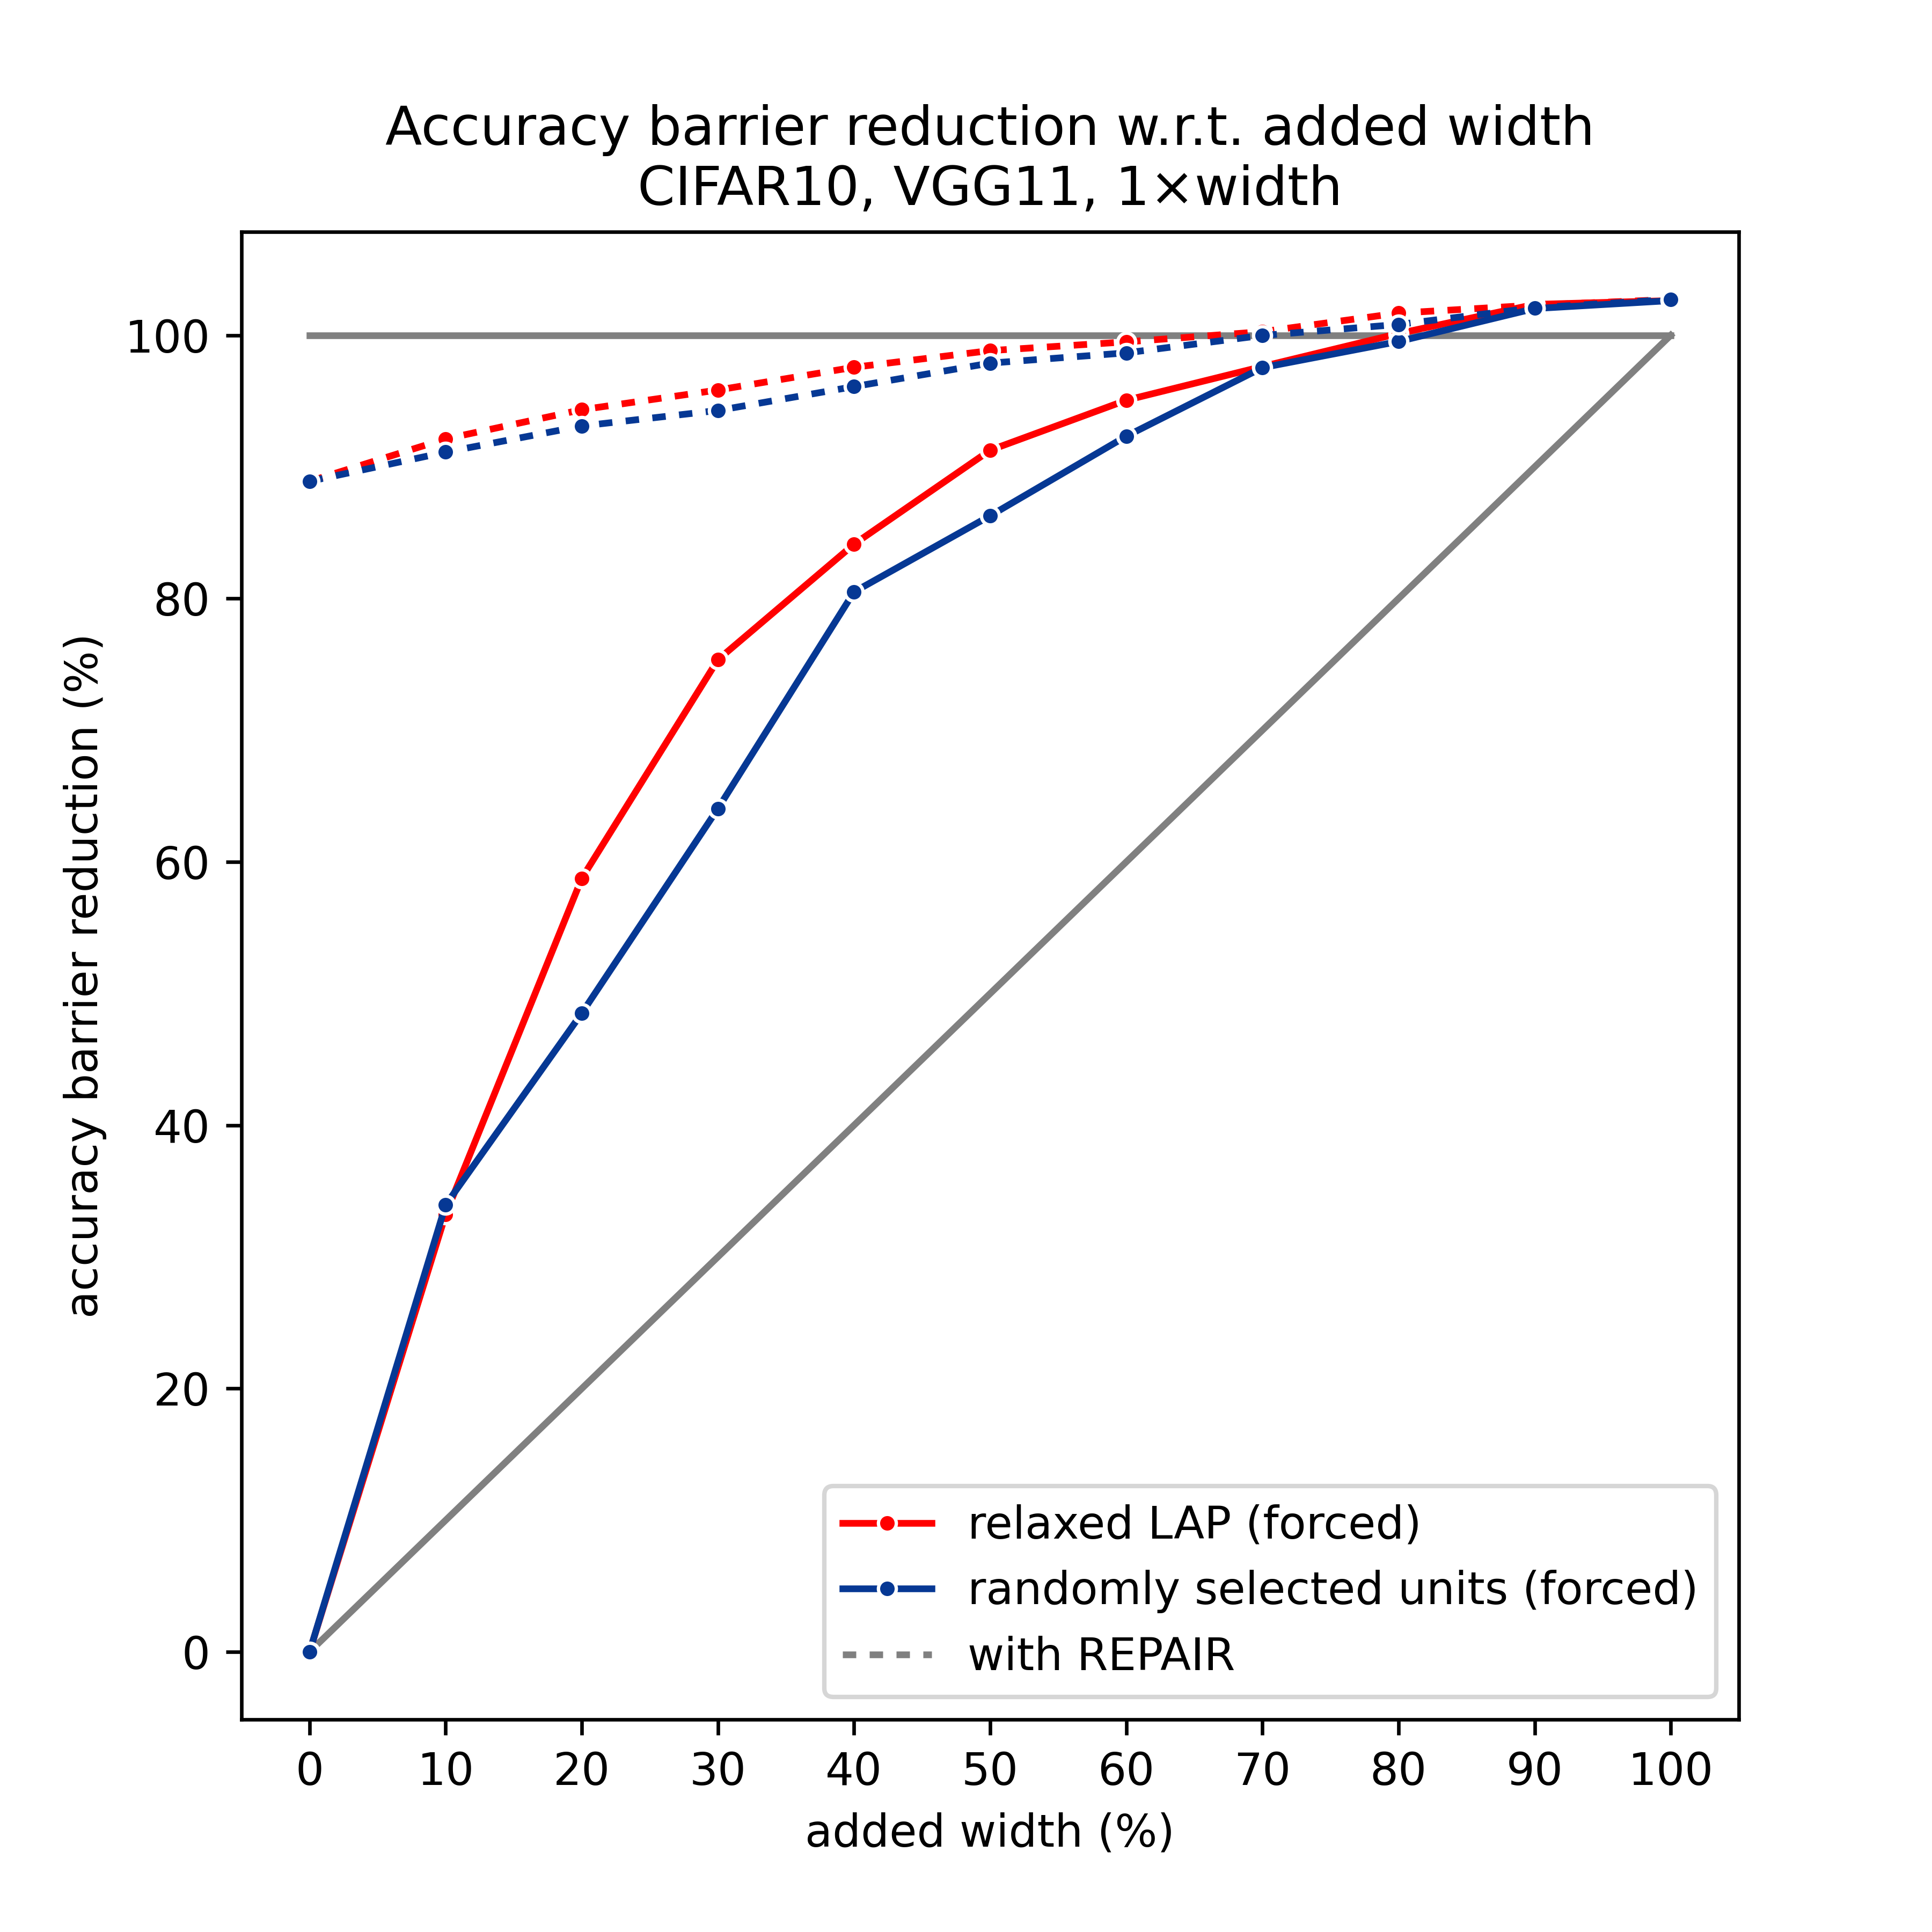 Accuracy barrier reduction w.r.t. added width
CIFAR10, VGG11, 1×width
accuracy barrier reduction (%)
100
80
60
40
20
0
relaxed LAP (forced)
randomly selected units (forced)
with REPAIR
0 10 20 30 40 50 60 70 80 90 100
added width (%)